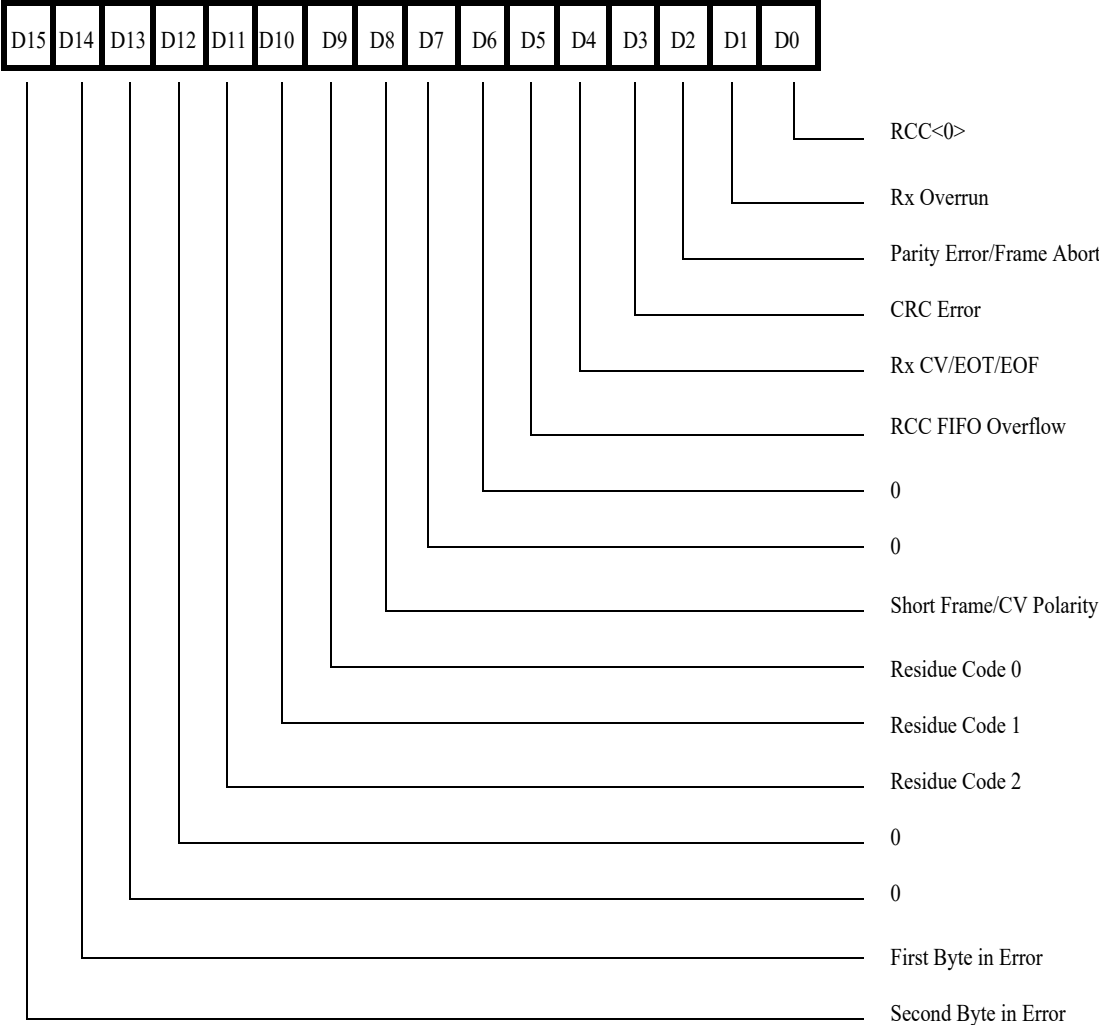 D15 D14 D13 D12 D11 D10 D9 D8 D7 D6 D5 D4 D3 D2 D1 D0
RCC<0>
Rx Overrun
Parity Error/Frame Abort
CRC Error
Rx CV/EOT/EOF
RCC FIFO Overflow
0
0
Short Frame/CV Polarity
Residue Code 0
Residue Code 1
Residue Code 2
0
0
First Byte in Error
Second Byte in Error